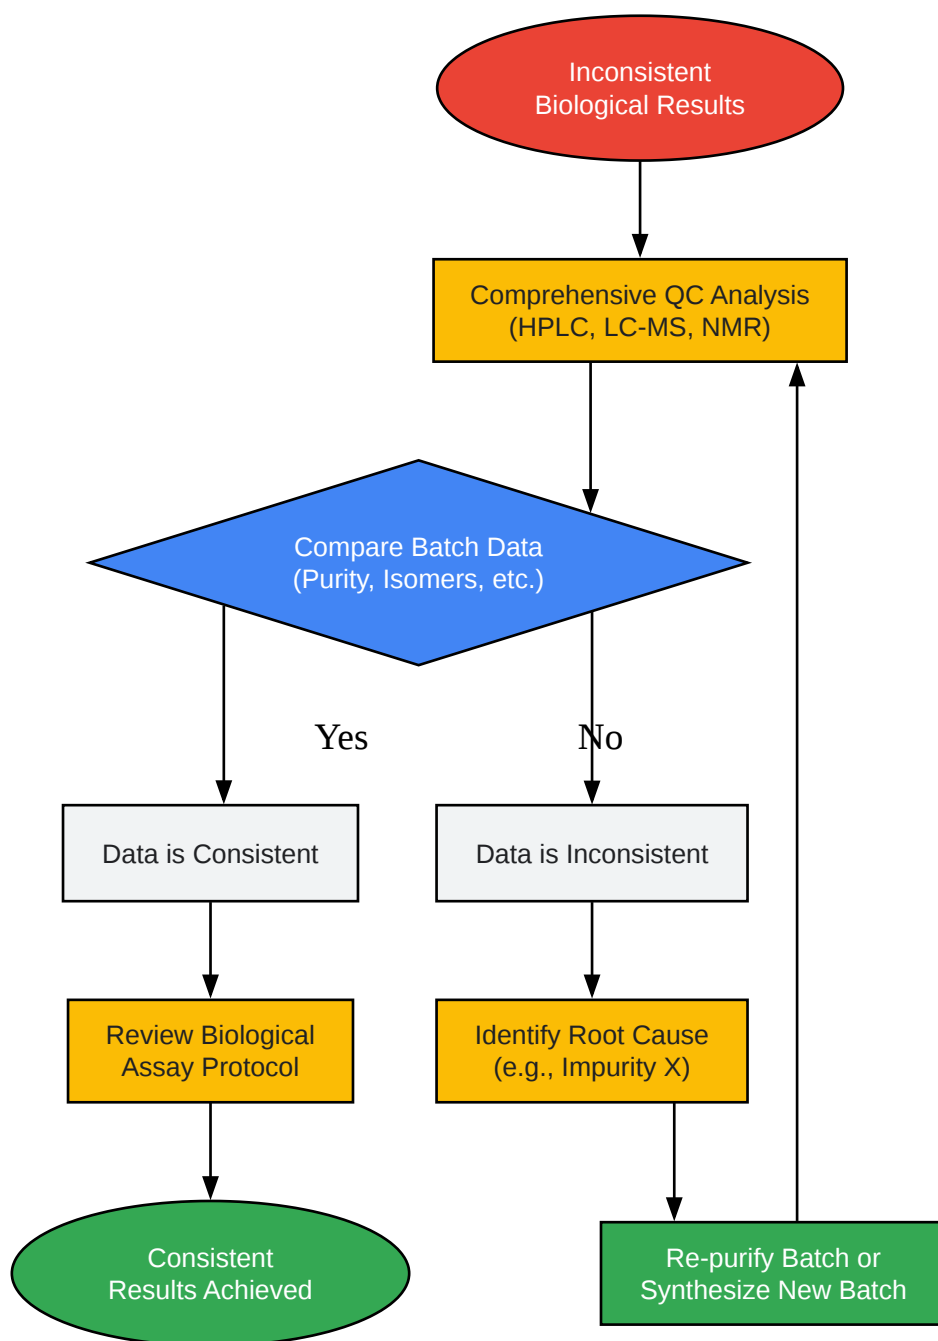 Inconsistent
Biological Results
Comprehensive QC Analysis
(HPLC, LC-MS, NMR)
Compare Batch Data
(Purity, Isomers, etc.)
Yes
No
Data is Consistent
Data is Inconsistent
Review Biological
Assay Protocol
Identify Root Cause
(e.g., Impurity X)
Consistent
Results Achieved
Re-purify Batch or
Synthesize New Batch